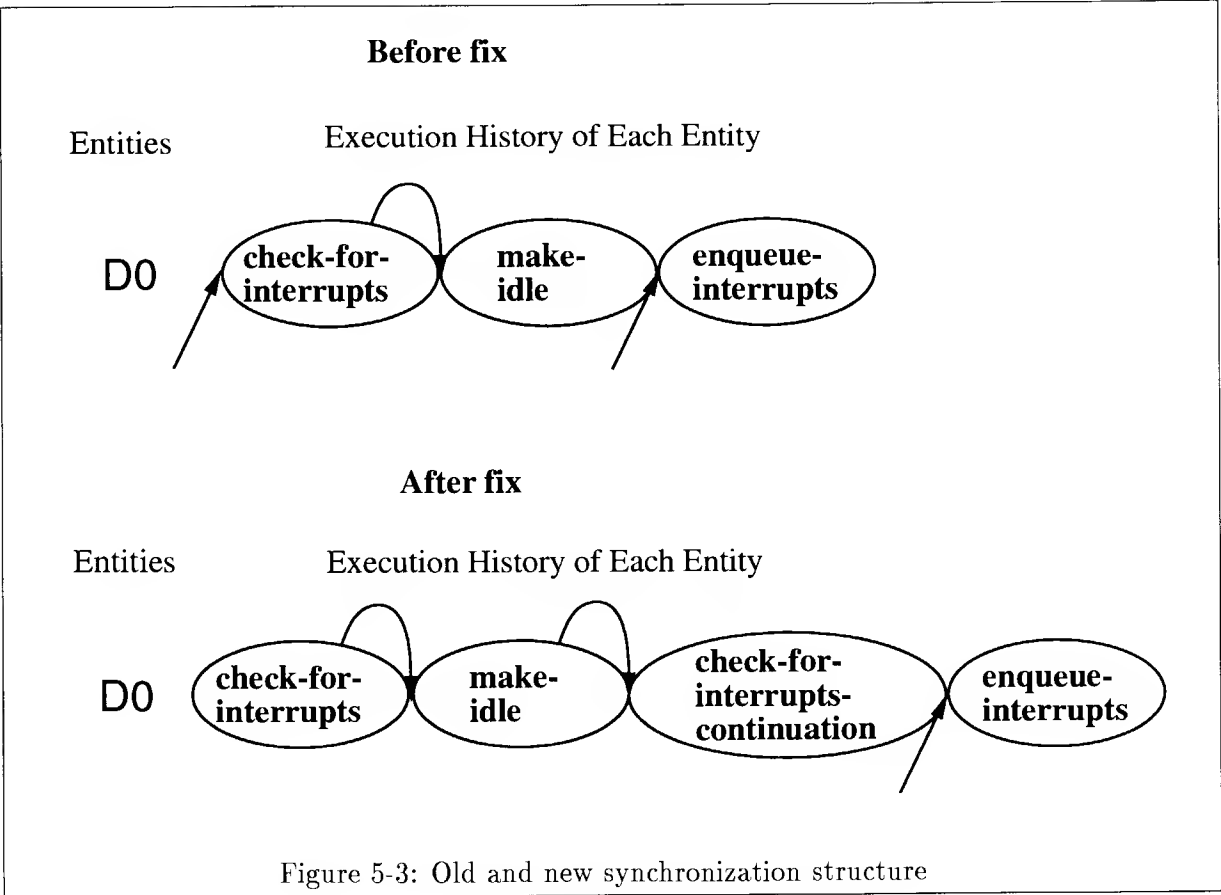 Before fix
Entities
Execution History of Each Entity
D0
check-for-
interrupts
make-
idle
enqueue-
interrupts
After fix
Entities
Execution History of Each Entity
D0
check-for-
interrupts
make-
idle
check-for-
interrupts-
continuation
enqueue-
interrupts
Figure 5-3: Old and new synchronization structure